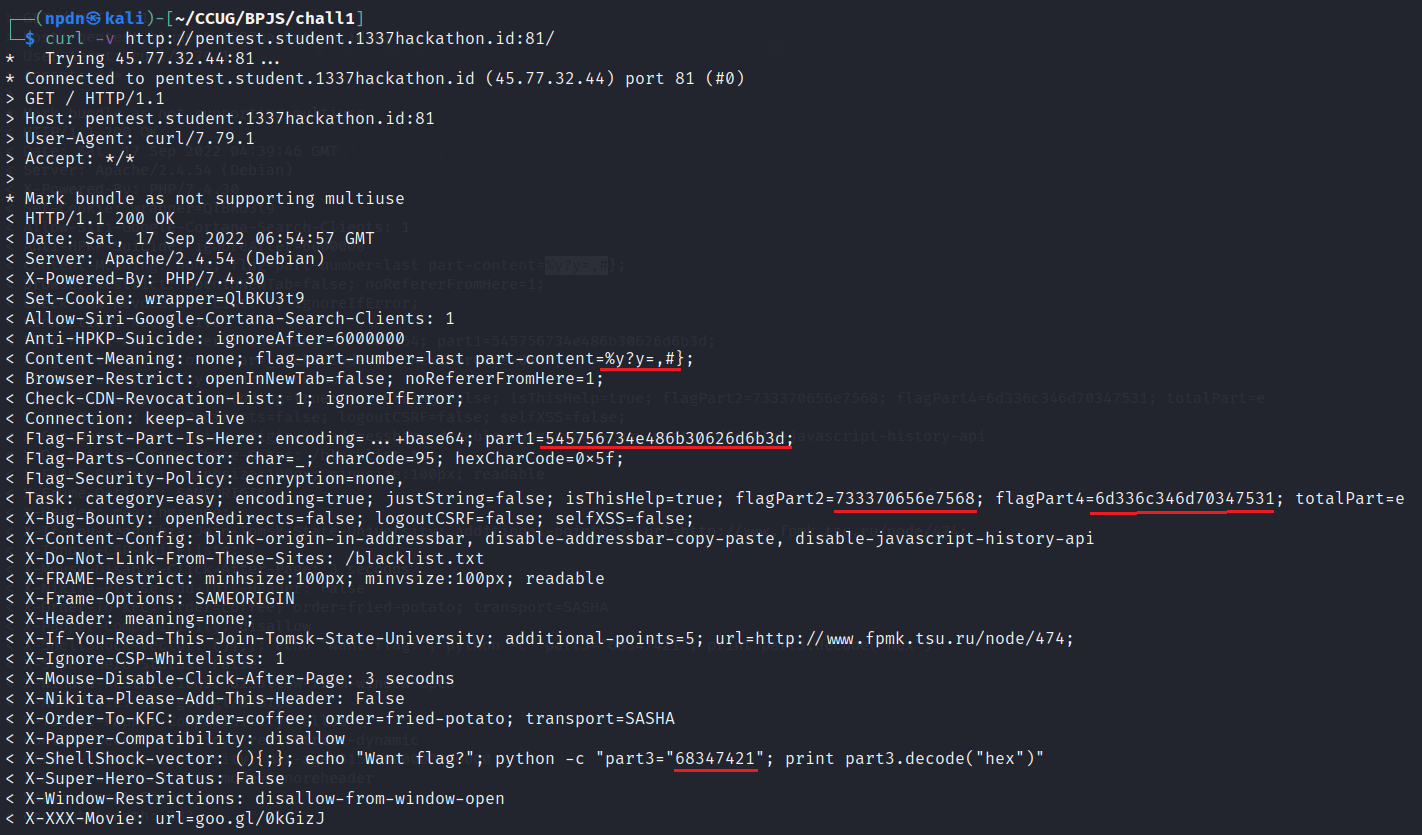 ┌──(npdn㉿kali)-[~/CCUG/BPJS/chall1]
└─$ curl -v http://pentest.student.1337hackathon.id:81/
*   Trying 45.77.32.44:81...
* Connected to pentest.student.1337hackathon.id (45.77.32.44) port 81 (#0)
> GET / HTTP/1.1
> Host: pentest.student.1337hackathon.id:81
> User-Agent: curl/7.79.1
> Accept: */*
>
* Mark bundle as not supporting multiuse
< HTTP/1.1 200 OK
< Date: Sat, 17 Sep 2022 06:54:57 GMT
< Server: Apache/2.4.54 (Debian)
< X-Powered-By: PHP/7.4.30
< Set-Cookie: wrapper=QlBKU3t9
< Allow-Siri-Google-Cortana-Search-Clients: 1
< Anti-HPKP-Suicide: ignoreAfter=6000000
< Content-Meaning: none; flag-part-number=last part-content=%y?y=,#};
< Browser-Restrict: openInNewTab=false; noRefererFromHere=1;
< Check-CDN-Revocation-List: 1; ignoreIfError;
< Connection: keep-alive
< Flag-First-Part-Is-Here: encoding=...+base64; part1=545756734e486b30626d6b3d;
< Flag-Parts-Connector: char=_; charCode=95; hexCharCode=0x5f;
< Flag-Security-Policy: ecnryption=none,
< Task: category=easy; encoding=true; justString=false; isThisHelp=true; flagPart2=733370656e7568; flagPart4=6d336c346d70347531; totalPart=e
< X-Bug-Bounty: openRedirects=false; logoutCSRF=false; selfXSS=false;
< X-Content-Config: blink-origin-in-addressbar, disable-addressbar-copy-paste, disable-javascript-history-api
< X-Do-Not-Link-From-These-Sites: /blacklist.txt
< X-FRAME-Restrict: minhsize:100px; minvsize:100px; readable
< X-Frame-Options: SAMEORIGIN
< X-Header: meaning=none;
< X-If-You-Read-This-Join-Tomsk-State-University: additional-points=5; url=http://www.fpmk.tsu.ru/node/474;
< X-Ignore-CSP-Whitelists: 1
< X-Mouse-Disable-Click-After-Page: 3 secodns
< X-Nikita-Please-Add-This-Header: False
< X-Order-To-KFC: order=coffee; order=fried-potato; transport=SASHA
< X-Papper-Compatibility: disallow
< X-ShellShock-vector: (){;}; echo "Want flag?"; python -c "part3="68347421"; print part3.decode("hex")"
< X-Super-Hero-Status: False
< X-Window-Restrictions: disallow-from-window-open
< X-XXX-Movie: url=goo.gl/0kGizJ